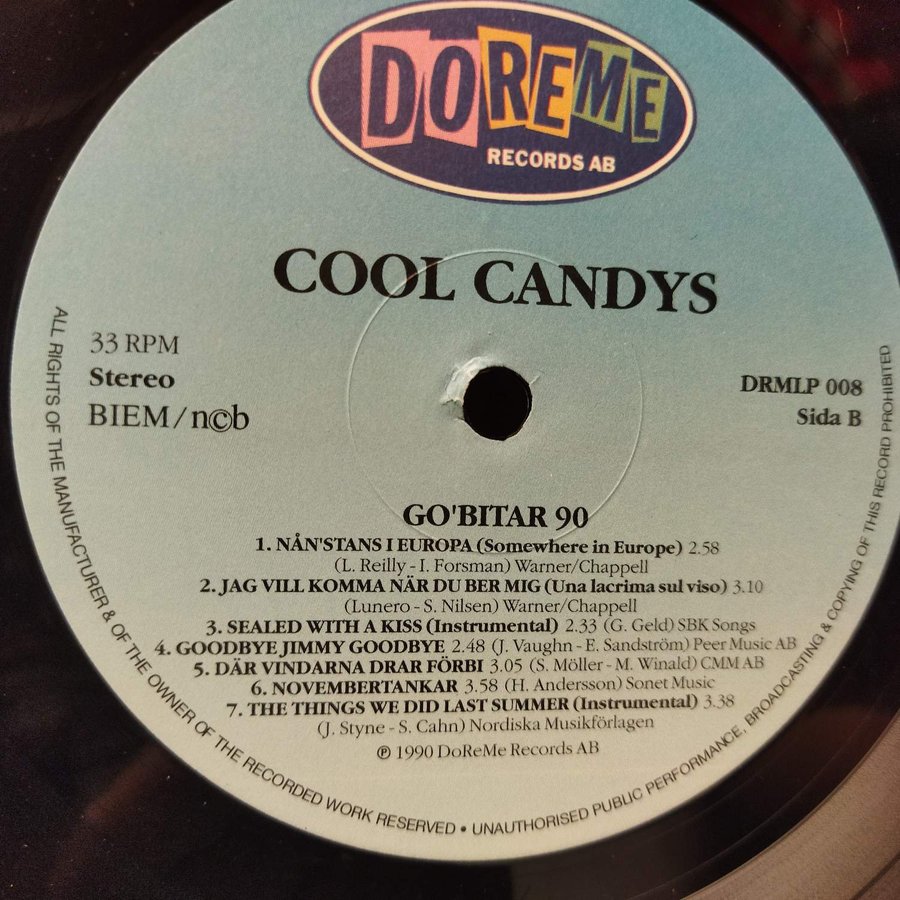 DOREME
RECORDS AB
COOL CANDYS
33 RPM
Stereo
BIEM/n©b
DRMLP 008
Sida B
GO'BITAR 90
1. NÅN'STANS I EUROPA (Somewhere in Europe) 2.58
(L. Reilly - I. Forsman) Warner/Chappell
2. JAG VILL KOMMA NÄR DU BER MIG (Una lacrima sul viso) 3.10
(Lunero - S. Nilsen) Warner/Chappell
3. SEALED WITH A KISS (Instrumental) 2.33 (G. Geld) SBK Songs
4. GOODBYE JIMMY GOODBYE 2.48 (J. Vaughn - E. Sandström) Peer Music AB
5. DÄR VINDARNA DRAR FÖRBI 3.05 (S. Möller - M. Winald) CMM AB
6. NOVEMBERTANKAR 3.58 (H. Andersson) Sonet Music
7. THE THINGS WE DID LAST SUMMER (Instrumental) 3.38
(J. Styne - S. Cahn) Nordiska Musikförlagen
℗ 1990 DoReMe Records AB
ALL RIGHTS OF THE MANUFACTURER & OF THE OWNER OF THE RECORDED WORK RESERVED • UNAUTHORISED PUBLIC PERFORMANCE, BROADCASTING & COPYING OF THIS RECORD PROHIBITED